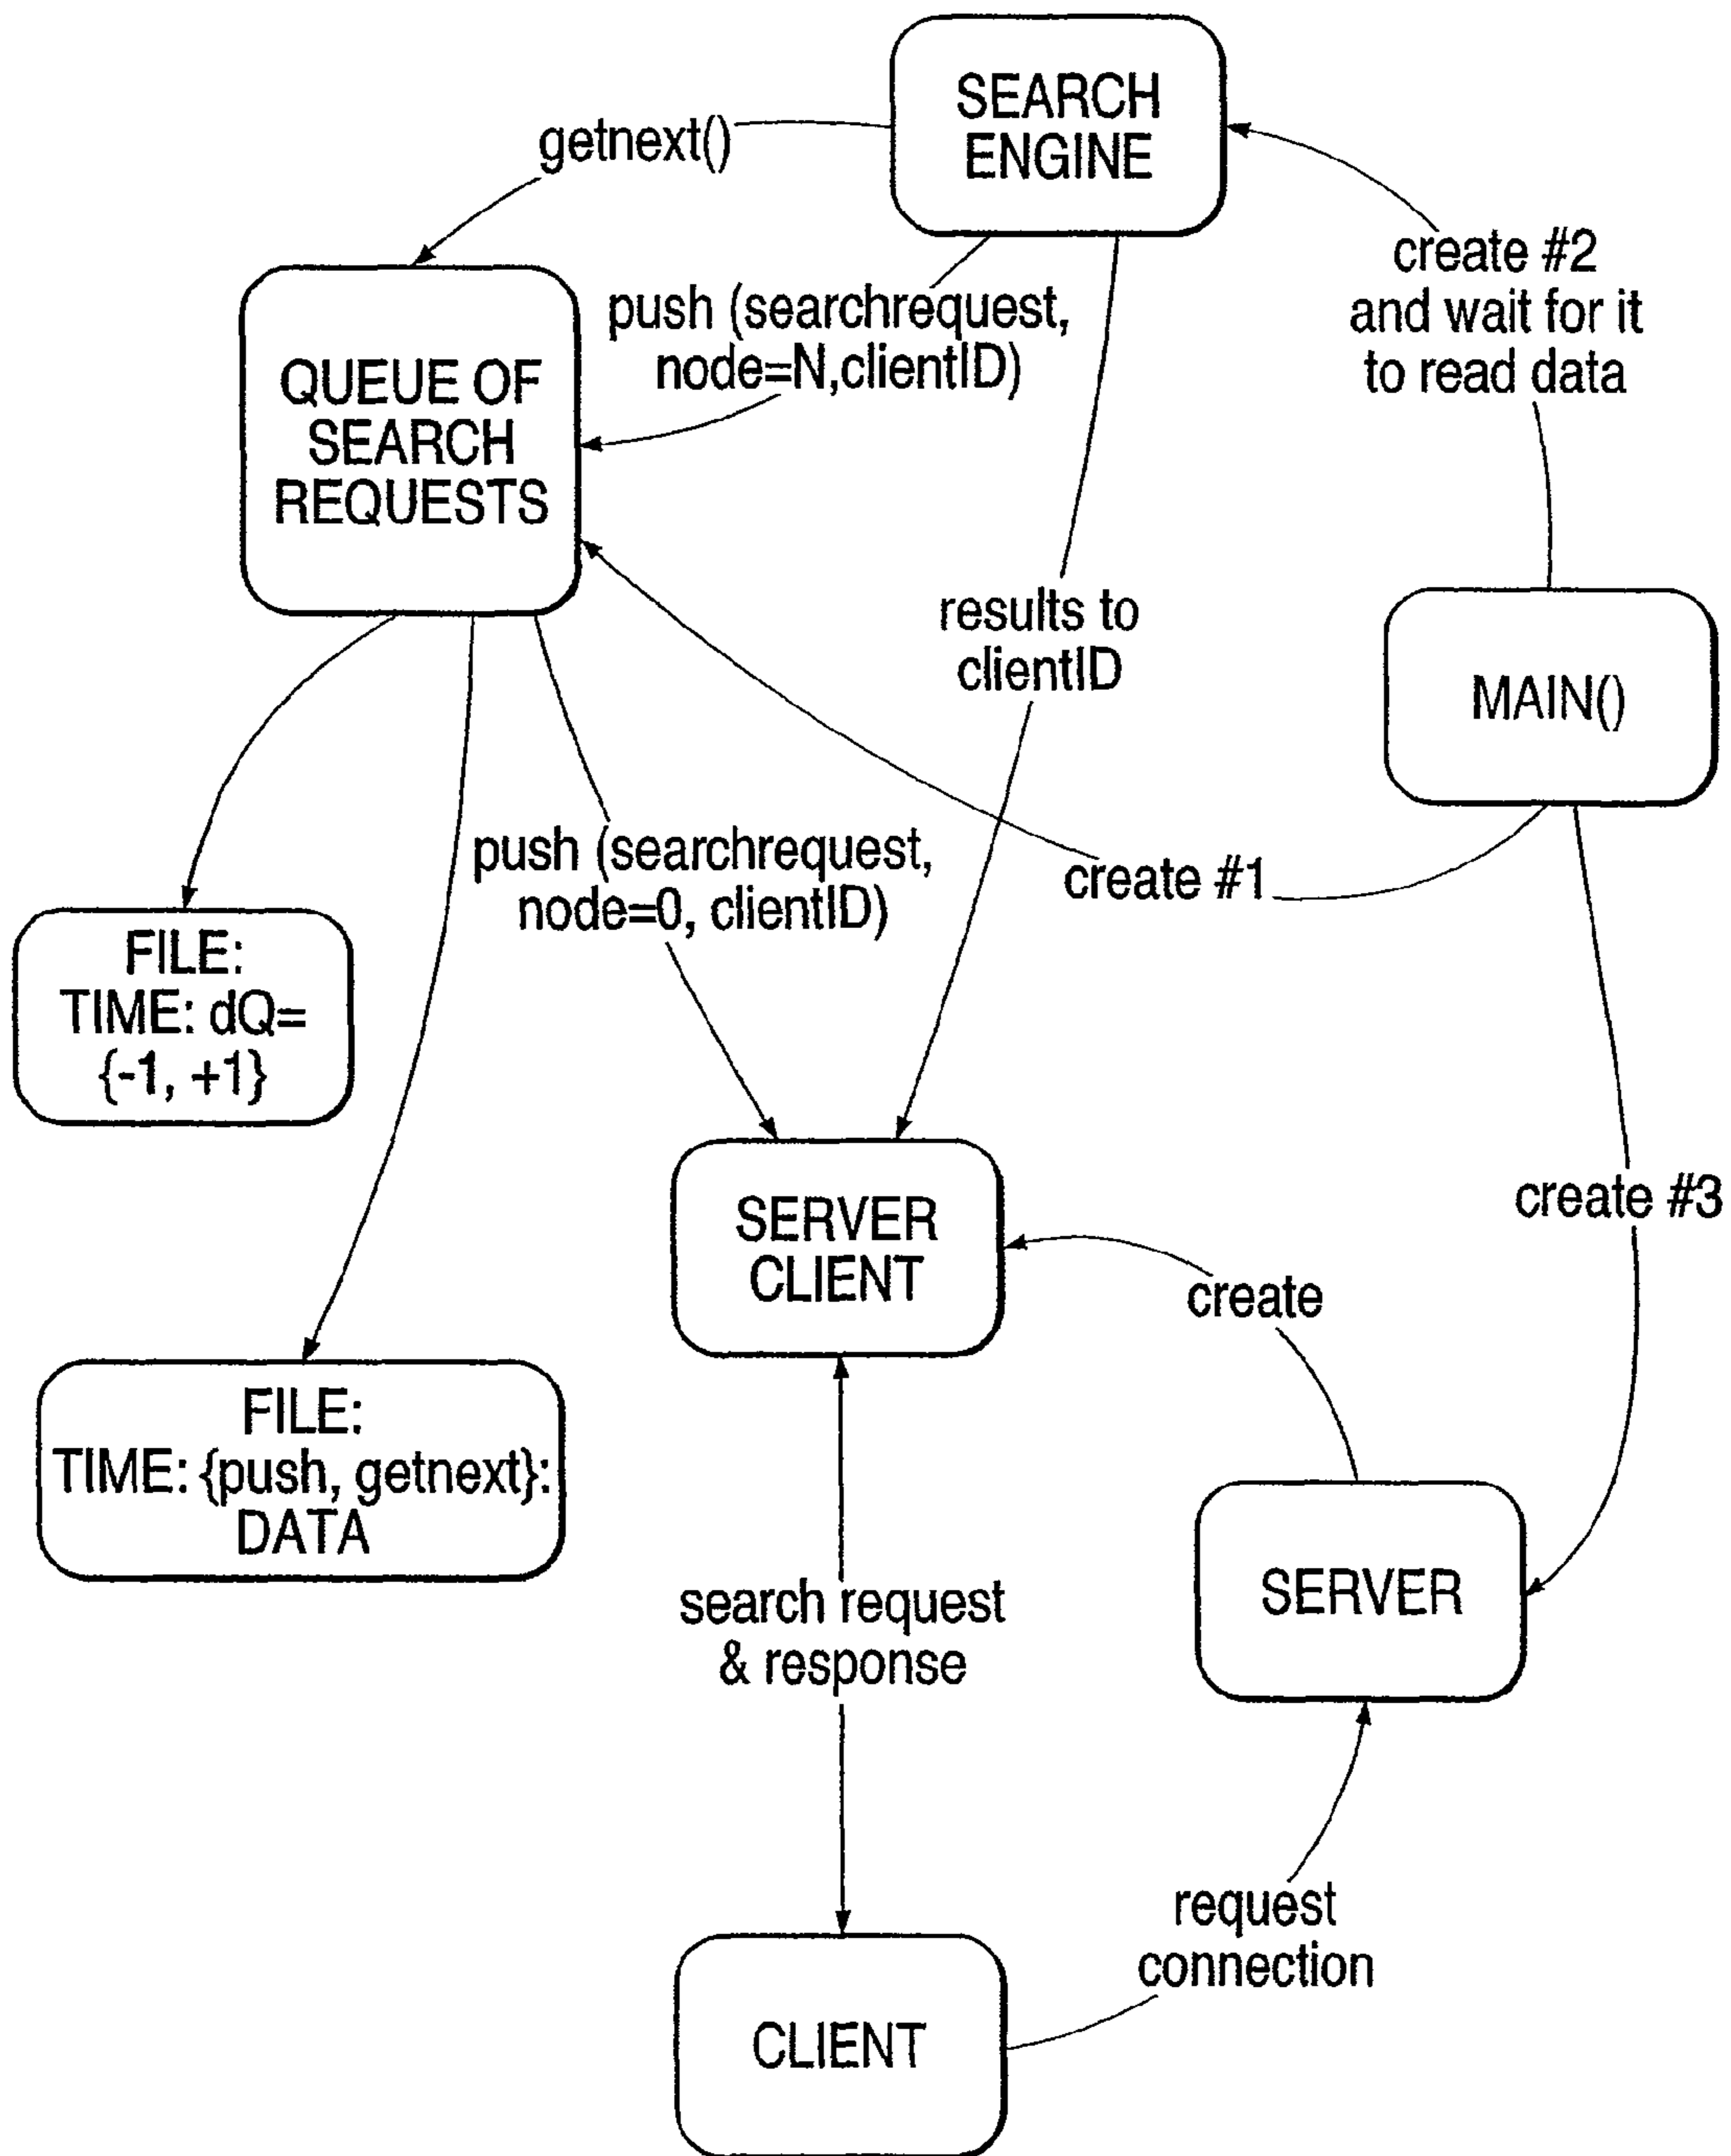 SEARCH
ENGINE
getnext()
create #2
and wait for it
to read data
push (searchrequest,
node=N,clientID)
QUEUE OF
SEARCH
REQUESTS
results to
clientID
MAIN()
push (searchrequest,
node=0, clientID)
create #1
FILE:
TIME: dQ=
{-1, +1}
SERVER
CLIENT
create #3
create
FILE:
TIME: {push, getnext}:
DATA
SERVER
search request
& response
request
connection
CLIENT